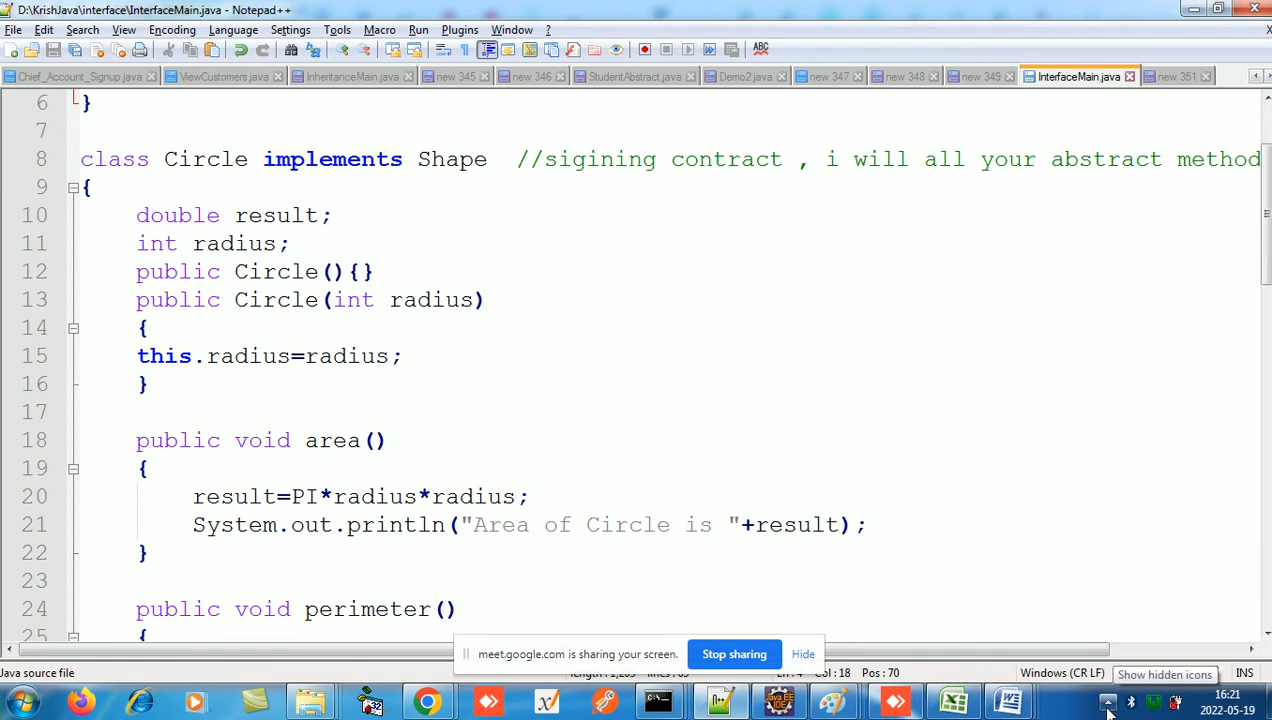 D:\KrishJava\interface\InterfaceMain.java - Notepad++
File Edit Search View Encoding Language Settings Tools Macro Run Plugins Window ?
Chief_Account_Signup.java ViewCustomers.java InheritanceMain.java new 345 new 346 StudentAbstract.java Demo2.java new 347 new 348 new 349 InterfaceMain.java new 351
6 }
7
8 class Circle implements Shape //sigining contract , i will all your abstract method
9 {
10 double result;
11 int radius;
12 public Circle(){}
13 public Circle(int radius)
14 {
15 this.radius=radius;
16 }
17
18 public void area()
19 {
20 result=PI*radius*radius;
21 System.out.println("Area of Circle is "+result);
22 }
23
24 public void perimeter()
25 {
meet.google.com is sharing your screen. Stop sharing Hide
Java source file Col : 18 Pos : 70 Windows (CR LF) INS
Show hidden icons
16:21
2022-05-19